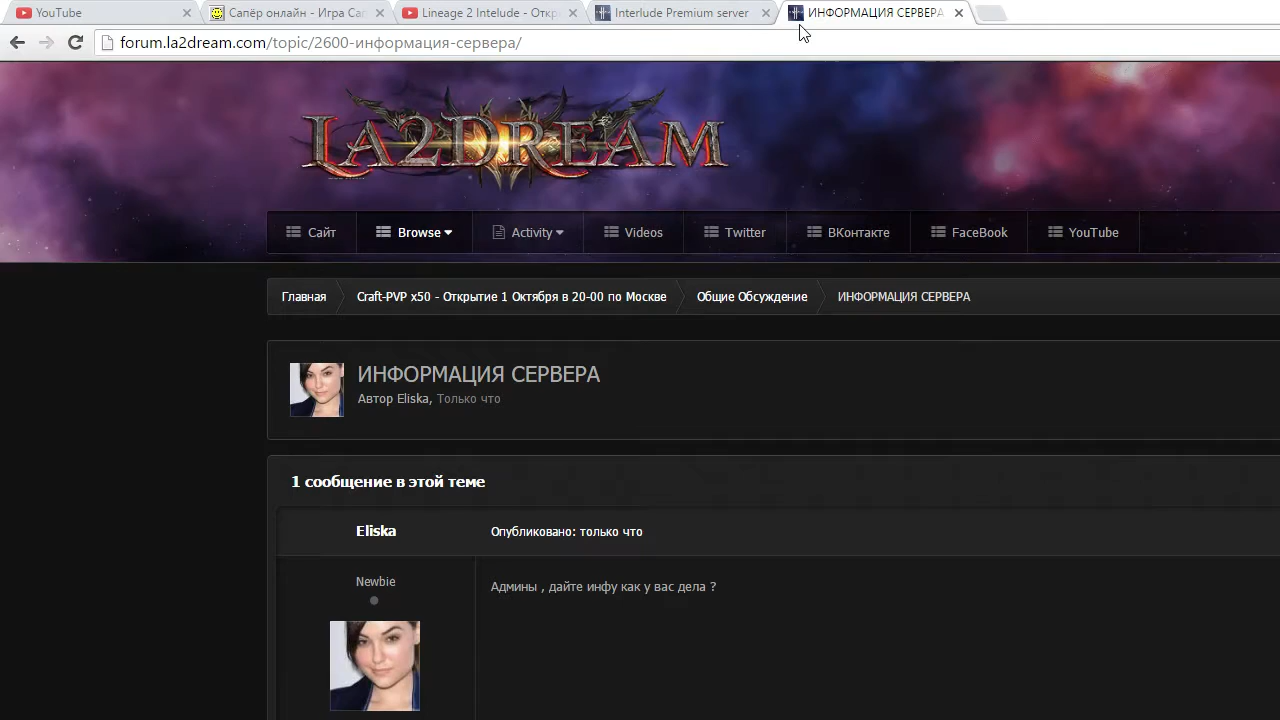 YouTube
Сапёр онлайн - Игра Сап
Lineage 2 Intelude - Откр
Interlude Premium server
ИНФОРМАЦИЯ СЕРВЕРА
forum.la2dream.com/topic/2600-информация-сервера/
La2Dream
Сайт
Browse
Activity
Videos
Twitter
ВКонтакте
FaceBook
YouTube
Главная
Craft-PVP x50 - Открытие 1 Октября в 20-00 по Москве
Общие Обсуждение
ИНФОРМАЦИЯ СЕРВЕРА
ИНФОРМАЦИЯ СЕРВЕРА
Автор Eliska, Только что
1 сообщение в этой теме
Eliska
Опубликовано: только что
Newbie
Админы , дайте инфу как у вас дела ?